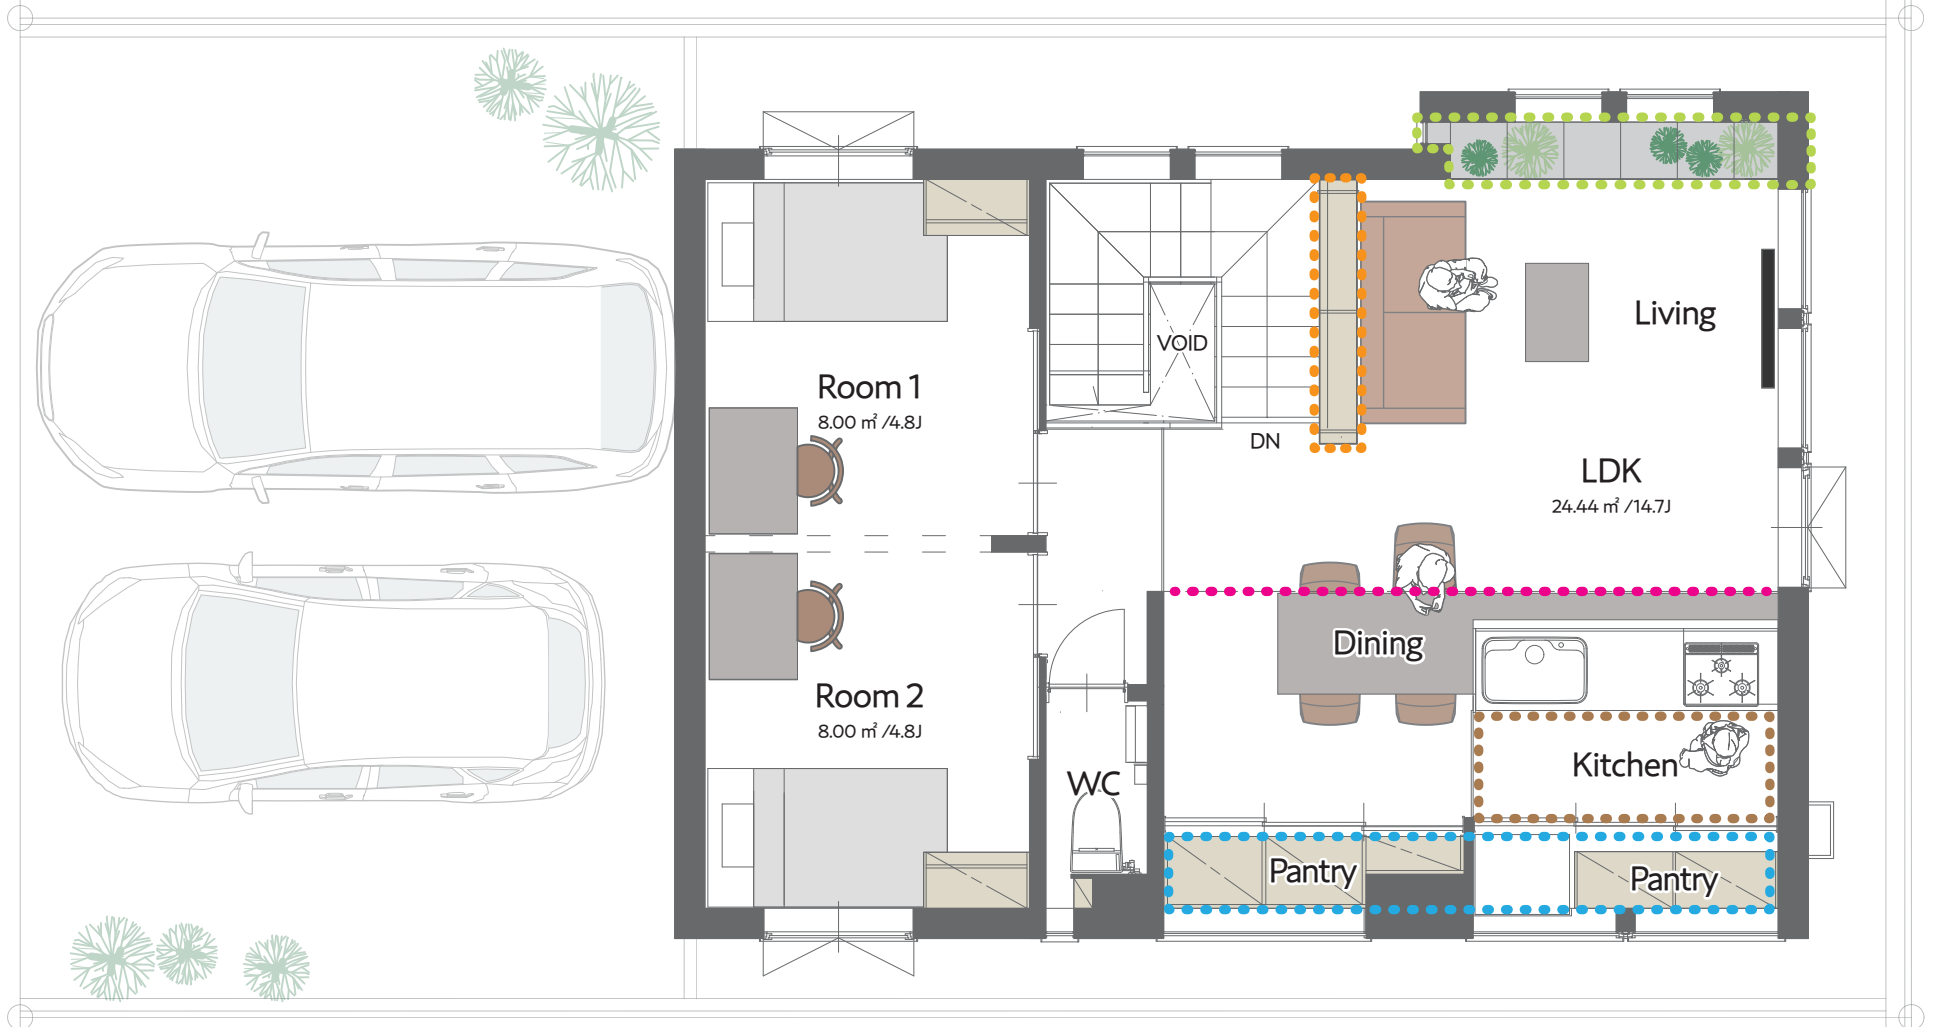 Room 1
8.00 ㎡ /4.8J
VOID
DN
Living
LDK
24.44 ㎡ /14.7J
Dining
Room 2
8.00 ㎡ /4.8J
WC
Kitchen
Pantry
Pantry